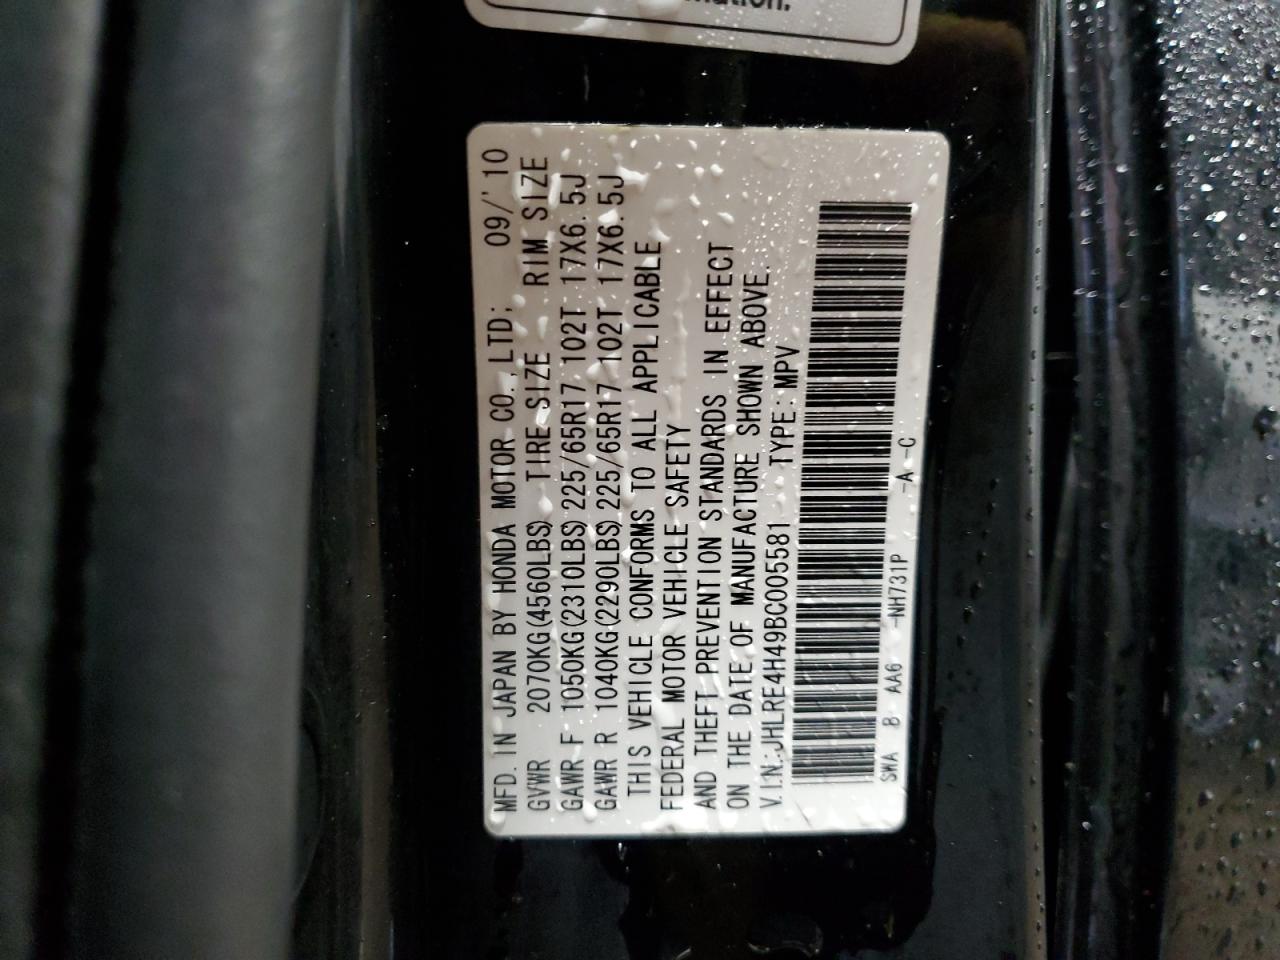 mation.
MFD. IN JAPAN BY HONDA MOTOR CO., LTD; 09/'10
GVWR 2070KG(4560LBS) TIRE SIZE RIM SIZE
GAWR F 1050KG(2310LBS) 225/65R17 102T 17X6.5J
GAWR R 1040KG(2290LBS) 225/65R17 102T 17X6.5J
THIS VEHICLE CONFORMS TO ALL APPLICABLE
FEDERAL MOTOR VEHICLE SAFETY
AND THEFT PREVENTION STANDARDS IN EFFECT
ON THE DATE OF MANUFACTURE SHOWN ABOVE.
V.I.N.:JHLRE4H49BC005581 TYPE: MPV
SWA B AA6 -NH731P -A -C